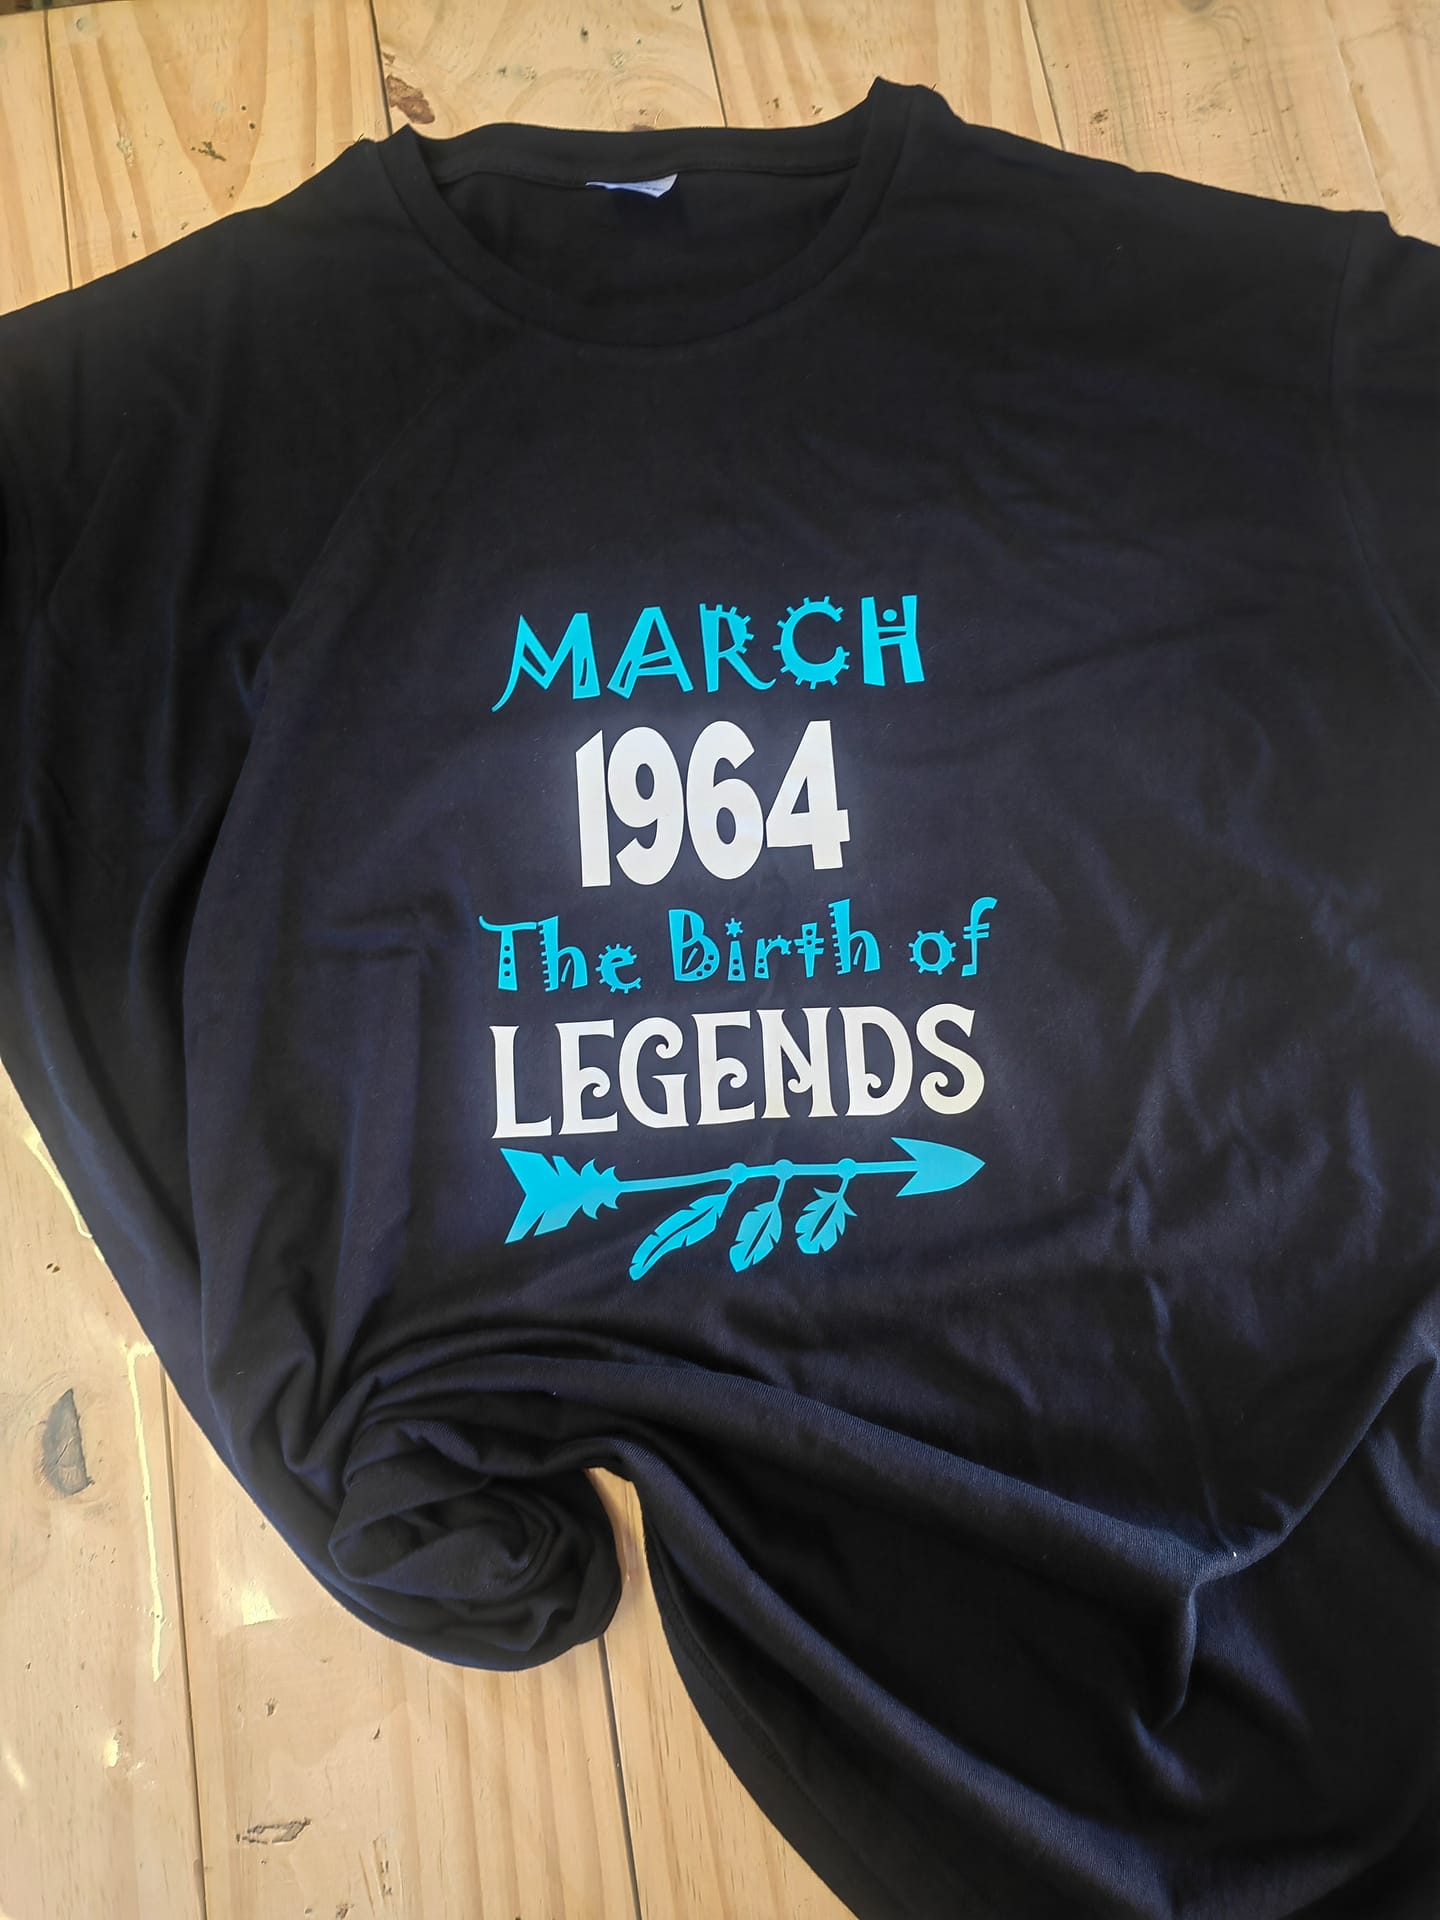 MARCH
1964
The Birth of
LEGENDS